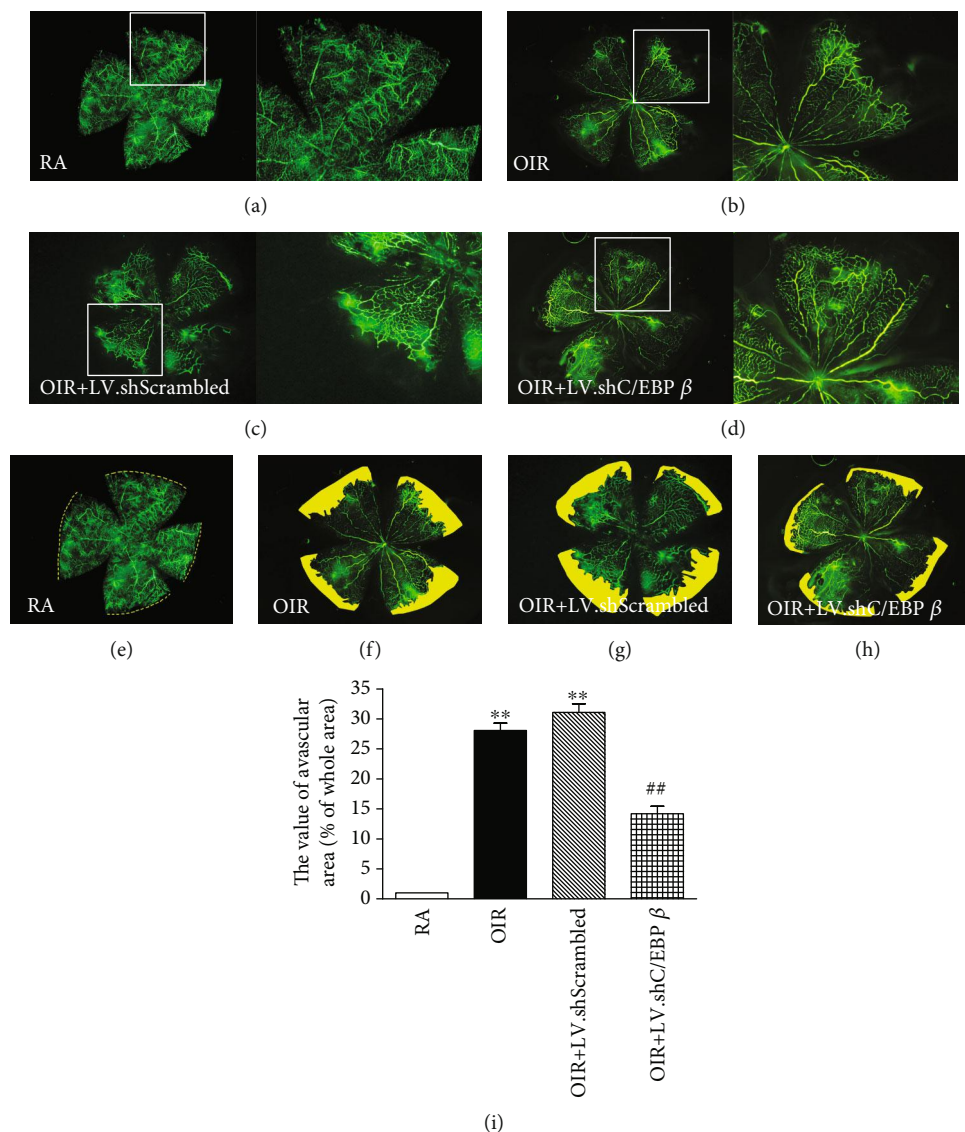 RA
OIR
(a)
(b)
OIR+LV.shScrambled
OIR+LV.shC/EBP β
(c)
(d)
RA
OIR
OIR+LV.shScrambled
OIR+LV.shC/EBP β
(e)
(f)
(g)
(h)
The value of avascular
area (% of whole area)
35
30
25
20
15
10
5
0
**
**
##
RA
OIR
OIR+LV.shScrambled
OIR+LV.shC/EBP β
(i)